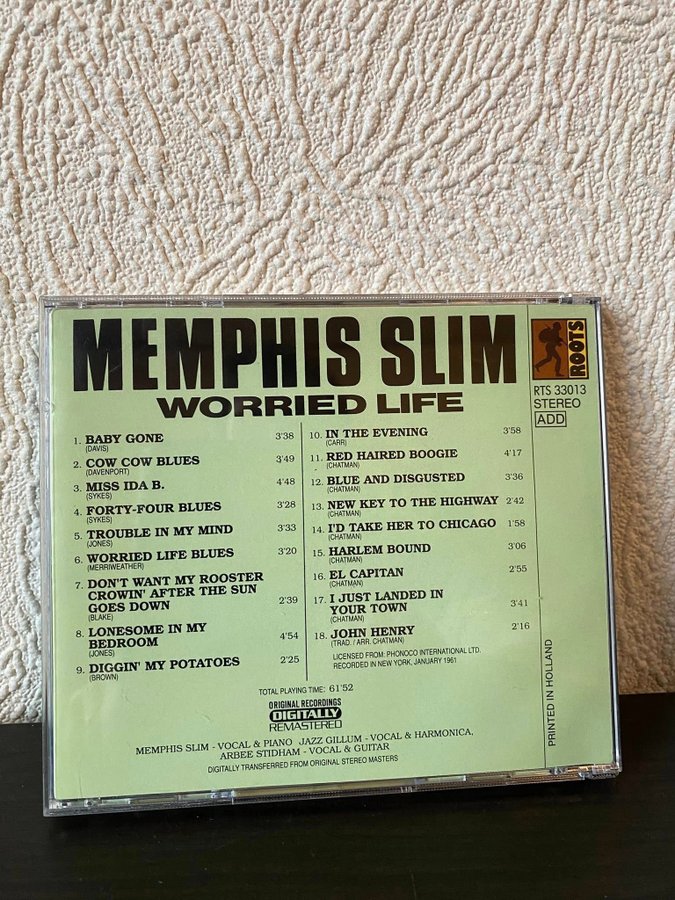 MEMPHIS SLIM
WORRIED LIFE
1. BABY GONE 3'38
(DAVIS)
2. COW COW BLUES 3'49
(DAVENPORT)
3. MISS IDA B. 4'48
(SYKES)
4. FORTY-FOUR BLUES 3'28
(SYKES)
5. TROUBLE IN MY MIND 3'33
(JONES)
6. WORRIED LIFE BLUES 3'20
(MERRIWEATHER)
7. DON'T WANT MY ROOSTER
CROWIN' AFTER THE SUN
GOES DOWN 2'39
(BLAKE)
8. LONESOME IN MY
BEDROOM 4'54
(JONES)
9. DIGGIN' MY POTATOES 2'25
(BROWN)
10. IN THE EVENING 3'58
(CARR)
11. RED HAIRED BOOGIE 4'17
(CHATMAN)
12. BLUE AND DISGUSTED 3'36
(CHATMAN)
13. NEW KEY TO THE HIGHWAY 2'42
(CHATMAN)
14. I'D TAKE HER TO CHICAGO 1'58
(CHATMAN)
15. HARLEM BOUND 3'06
(CHATMAN)
16. EL CAPITAN 2'55
(CHATMAN)
17. I JUST LANDED IN
YOUR TOWN 3'41
(CHATMAN)
18. JOHN HENRY 2'16
(TRAD. / ARR. CHATMAN)
LICENSED FROM: PHONOCO INTERNATIONAL LTD.
RECORDED IN NEW YORK, JANUARY 1961
TOTAL PLAYING TIME: 61'52
ORIGINAL RECORDINGS
DIGITALLY
REMASTERED
MEMPHIS SLIM - VOCAL & PIANO JAZZ GILLUM - VOCAL & HARMONICA,
ARBEE STIDHAM - VOCAL & GUITAR
DIGITALLY TRANSFERRED FROM ORIGINAL STEREO MASTERS
ROOTS
RTS 33013
STEREO
ADD
PRINTED IN HOLLAND